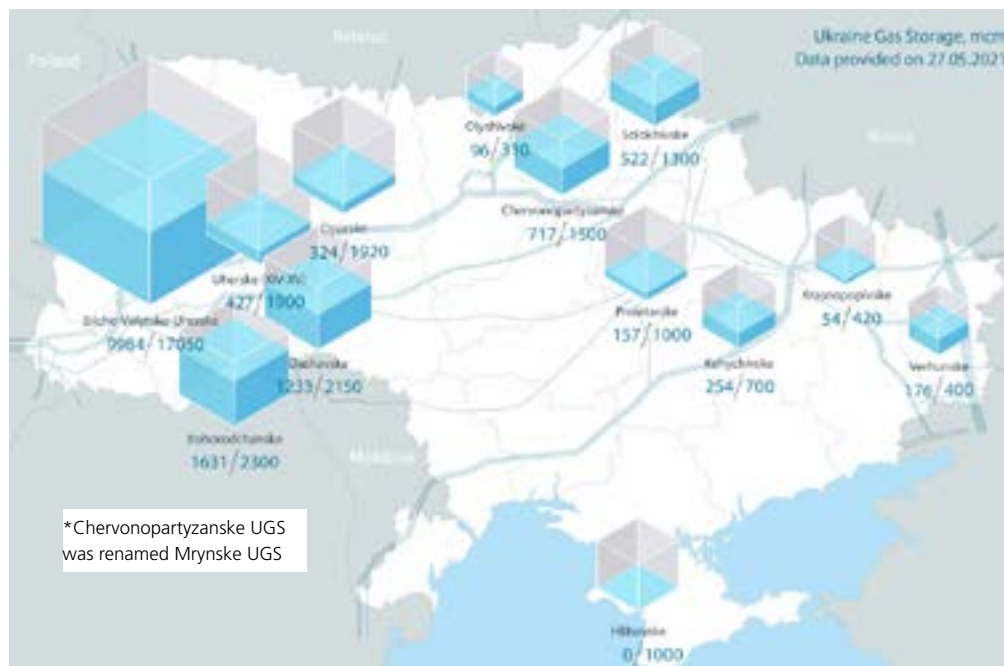 Ukraine Gas Storage, mcm
Data provided on 27.05.2021
Poland
Belarus
Russia
Moldova
Olyshivske
96/310
Solokhivske
522/1300
Chervonopartyzanske
717/1500
324/1920
Uherske (XIV-XV)
427/1900
Bilche-Volytsko-Uherske
9984/17050
Dashavske
1233/2150
Bohorodchanske
1631/2300
Proletarske
157/1000
Kehychivske
254/700
Krasnopopivske
54/420
Verhunske
176/400
Hlibovske
0/1000
*Chervonopartyzanske UGS
was renamed Mrynske UGS